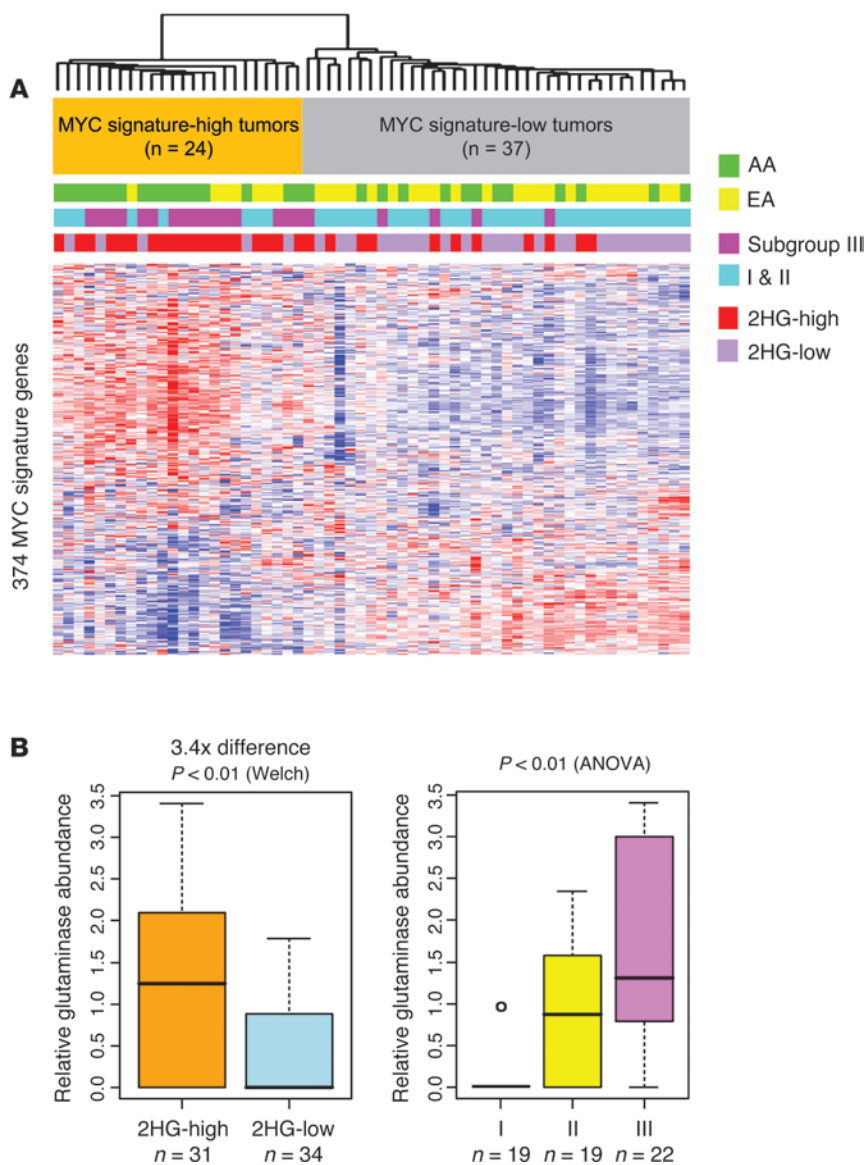 A
MYC signature-high tumors
(n = 24)
MYC signature-low tumors
(n = 37)
AA
EA
Subgroup III
I & II
2HG-high
2HG-low
374 MYC signature genes
B
3.4x difference
P < 0.01 (Welch)
Relative glutaminase abundance
3.5
3.0
2.5
2.0
1.5
1.0
0.5
0.0
2HG-high
n = 31
2HG-low
n = 34
P < 0.01 (ANOVA)
Relative glutaminase abundance
3.5
3.0
2.5
2.0
1.5
1.0
0.5
0.0
I
n = 19
II
n = 19
III
n = 22